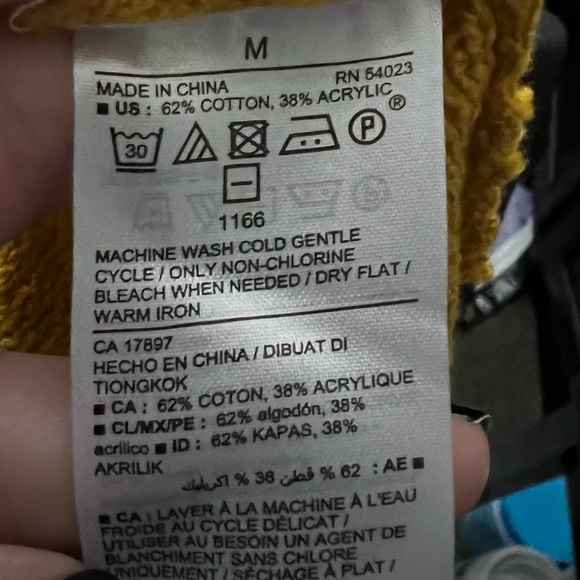 M
MADE IN CHINA RN 54023
■ US : 62% COTTON, 38% ACRYLIC
30 P ®
1166
MACHINE WASH COLD GENTLE
CYCLE / ONLY NON-CHLORINE
BLEACH WHEN NEEDED / DRY FLAT /
WARM IRON
CA 17897
HECHO EN CHINA / DIBUAT DI
TIONGKOK
■ CA : 62% COTON, 38% ACRYLIQUE
■ CL/MX/PE : 62% algodón, 38%
acrílico ■ ID : 62% KAPAS, 38%
AKRILIK
■ AE : 62 % قطن، 38 % اكريليك
■ CA : LAVER À LA MACHINE À L'EAU
FROIDE AU CYCLE DÉLICAT /
UTILISER AU BESOIN UN AGENT DE
BLANCHIMENT SANS CHLORE
UNIQUEMENT / SÉCHAGE À PLAT /